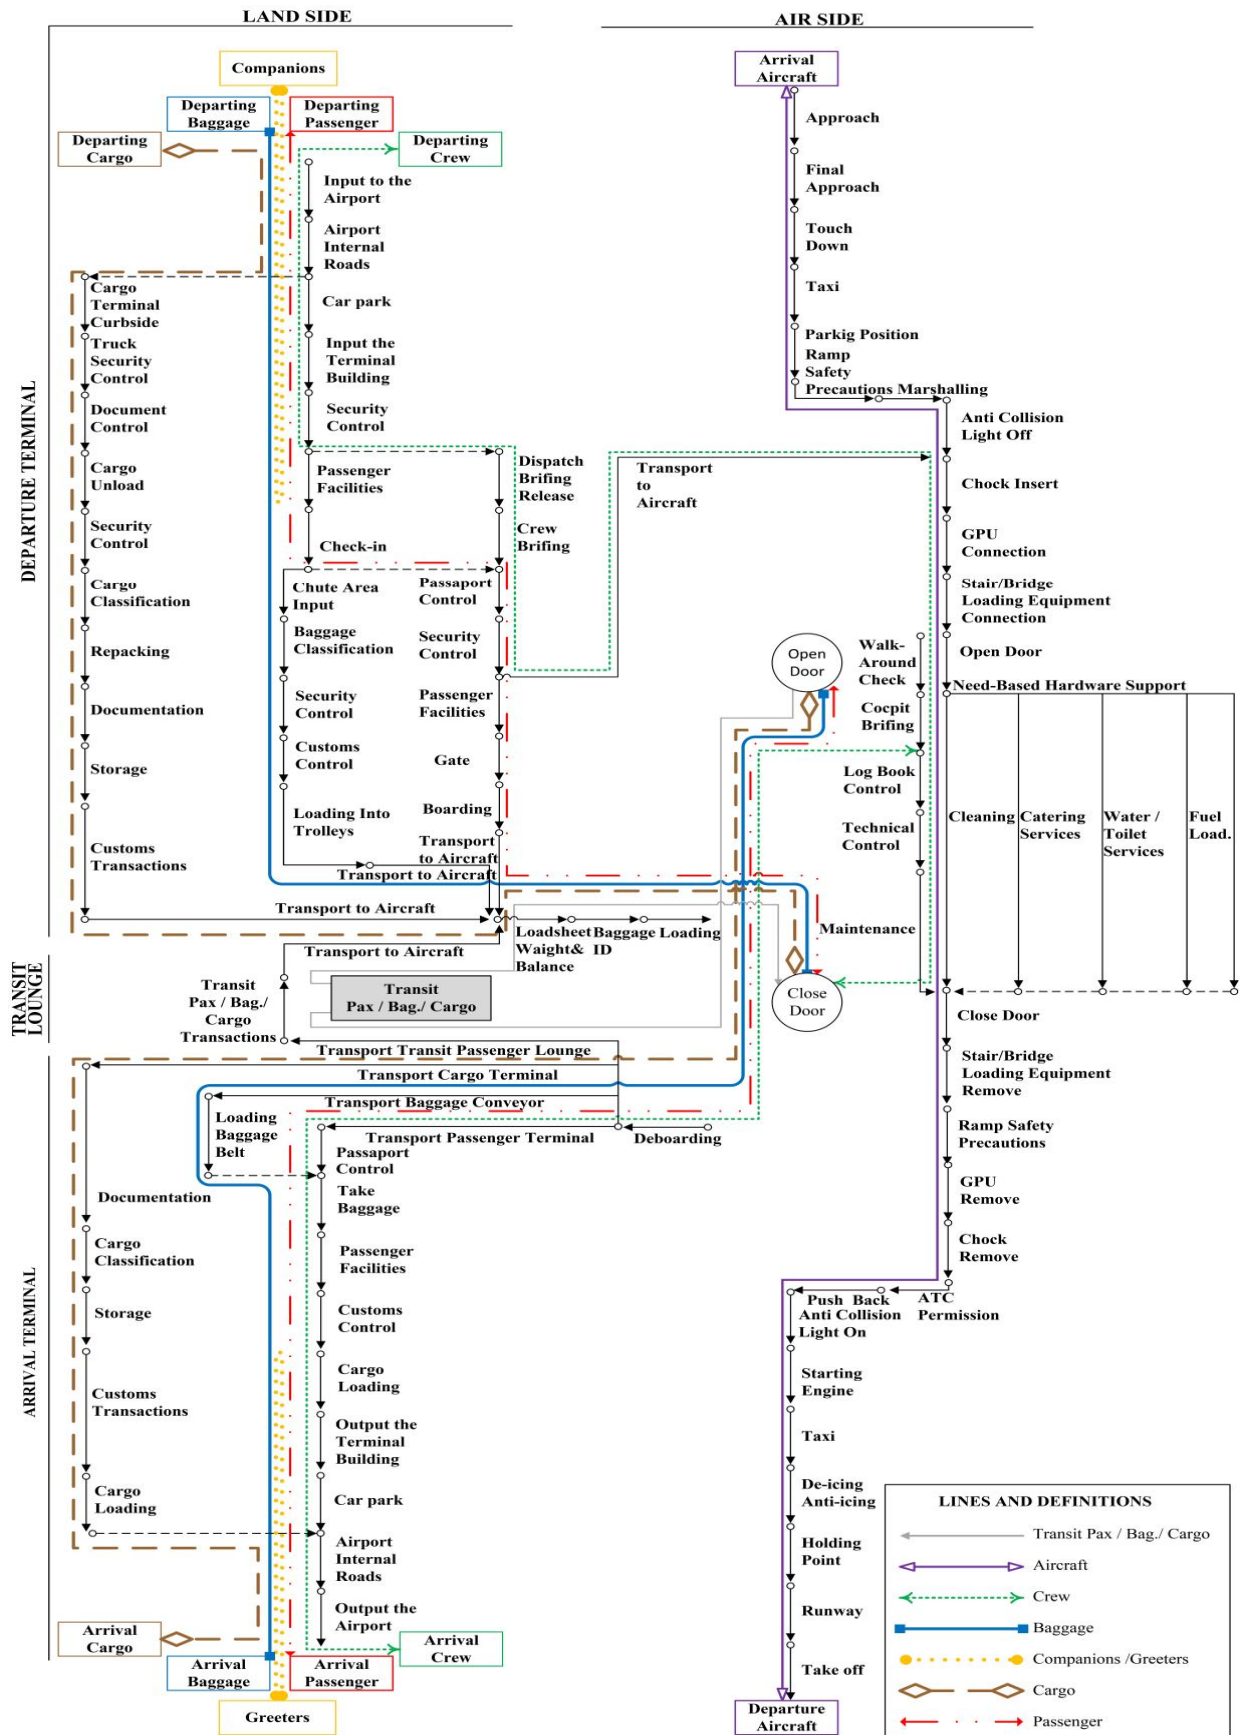 LAND SIDE
AIR SIDE
Companions
Departing
Baggage
Departing
Passenger
Departing
Cargo
Departing
Crew
Input to the
Airport
Airport
Internal
Roads
Car park
Input the
Terminal
Building
Security
Control
Passenger
Facilities
Check-in
Cargo
Terminal
Curbside
Truck
Security
Control
Document
Control
Cargo
Unload
Security
Control
Cargo
Classification
Repacking
Documentation
Storage
Customs
Transactions
Transport to Aircraft
Chute Area
Input
Baggage
Classification
Security
Control
Customs
Control
Loading Into
Trolleys
Transport to Aircraft
Dispatch
Brifing
Release
Crew
Brifing
Passaport
Control
Security
Control
Passenger
Facilities
Gate
Boarding
Transport
to Aircraft
Transport
to
Aircraft
Loadsheet
Waight&
Balance
Baggage
ID
Loading
DEPARTURE TERMINAL
TRANSIT
LOUNGE
ARRIVAL TERMINAL
Transport to Aircraft
Transit
Pax / Bag./
Cargo
Transactions
Transit
Pax / Bag./ Cargo
Transport Transit Passenger Lounge
Transport Cargo Terminal
Transport Baggage Conveyor
Transport Passenger Terminal
Deboarding
Loading
Baggage
Belt
Passaport
Control
Take
Baggage
Passenger
Facilities
Customs
Control
Cargo
Loading
Output the
Terminal
Building
Car park
Airport
Internal
Roads
Output the
Airport
Documentation
Cargo
Classification
Storage
Customs
Transactions
Cargo
Loading
Arrival
Cargo
Arrival
Baggage
Arrival
Passenger
Arrival
Crew
Greeters
Arrival
Aircraft
Approach
Final
Approach
Touch
Down
Taxi
Parkig Position
Ramp
Safety
Precautions Marshalling
Anti Collision
Light Off
Chock Insert
GPU
Connection
Stair/Bridge
Loading Equipment
Connection
Open Door
Need-Based Hardware Support
Open
Door
Walk-
Around
Check
Cocpit
Brifing
Log Book
Control
Technical
Control
Maintenance
Cleaning
Catering
Services
Water /
Toilet
Services
Fuel
Load.
Close
Door
Close Door
Stair/Bridge
Loading Equipment
Remove
Ramp Safety
Precautions
GPU
Remove
Chock
Remove
ATC
Permission
Push Back
Anti Collision
Light On
Starting
Engine
Taxi
De-icing
Anti-icing
Holding
Point
Runway
Take off
Departure
Aircraft
LINES AND DEFINITIONS
Transit Pax / Bag./ Cargo
Aircraft
Crew
Baggage
Companions /Greeters
Cargo
Passenger